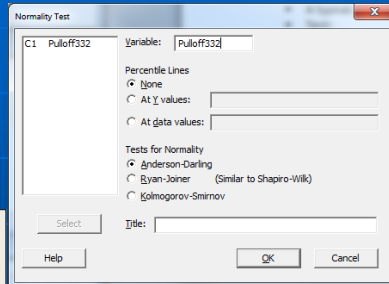 Normality Test
C1 Pulloff332
Variable: Pulloff332
Percentile Lines
None
At Y values:
At data values:
Tests for Normality
Anderson-Darling
Ryan-Joiner (Similar to Shapiro-Wilk)
Kolmogorov-Smirnov
Select
Title:
Help
OK
Cancel